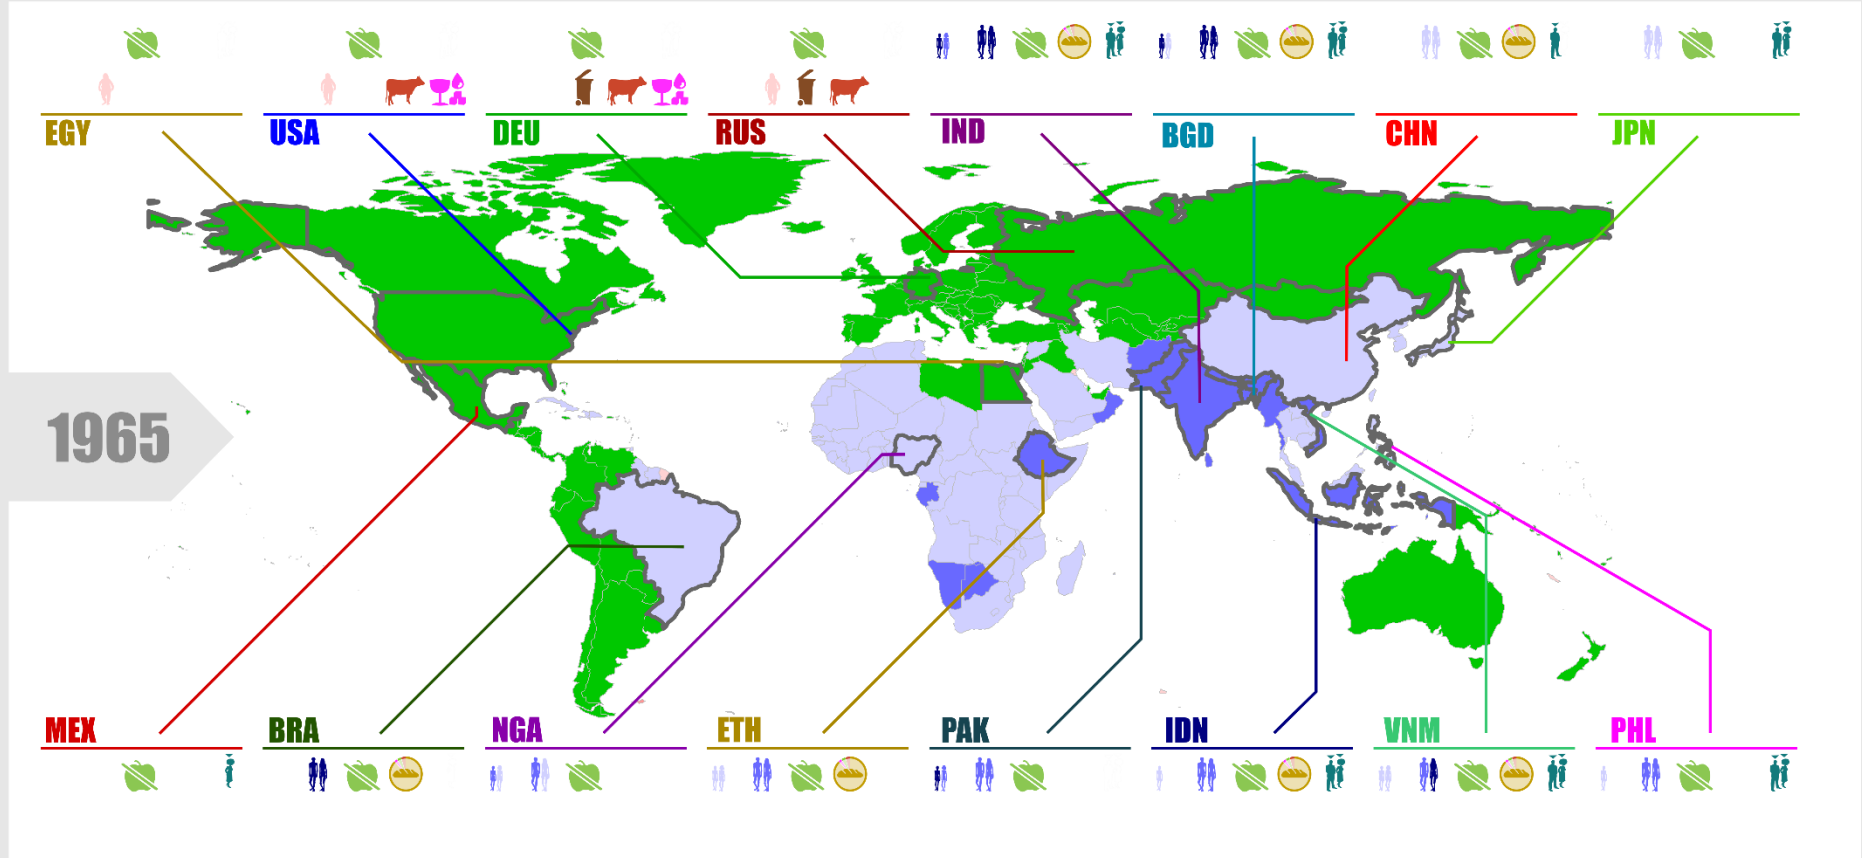 EGY
USA
DEU
RUS
IND
BGD
CHN
JPN
1965
MEX
BRA
NGA
ETH
PAK
IDN
VNM
PHL